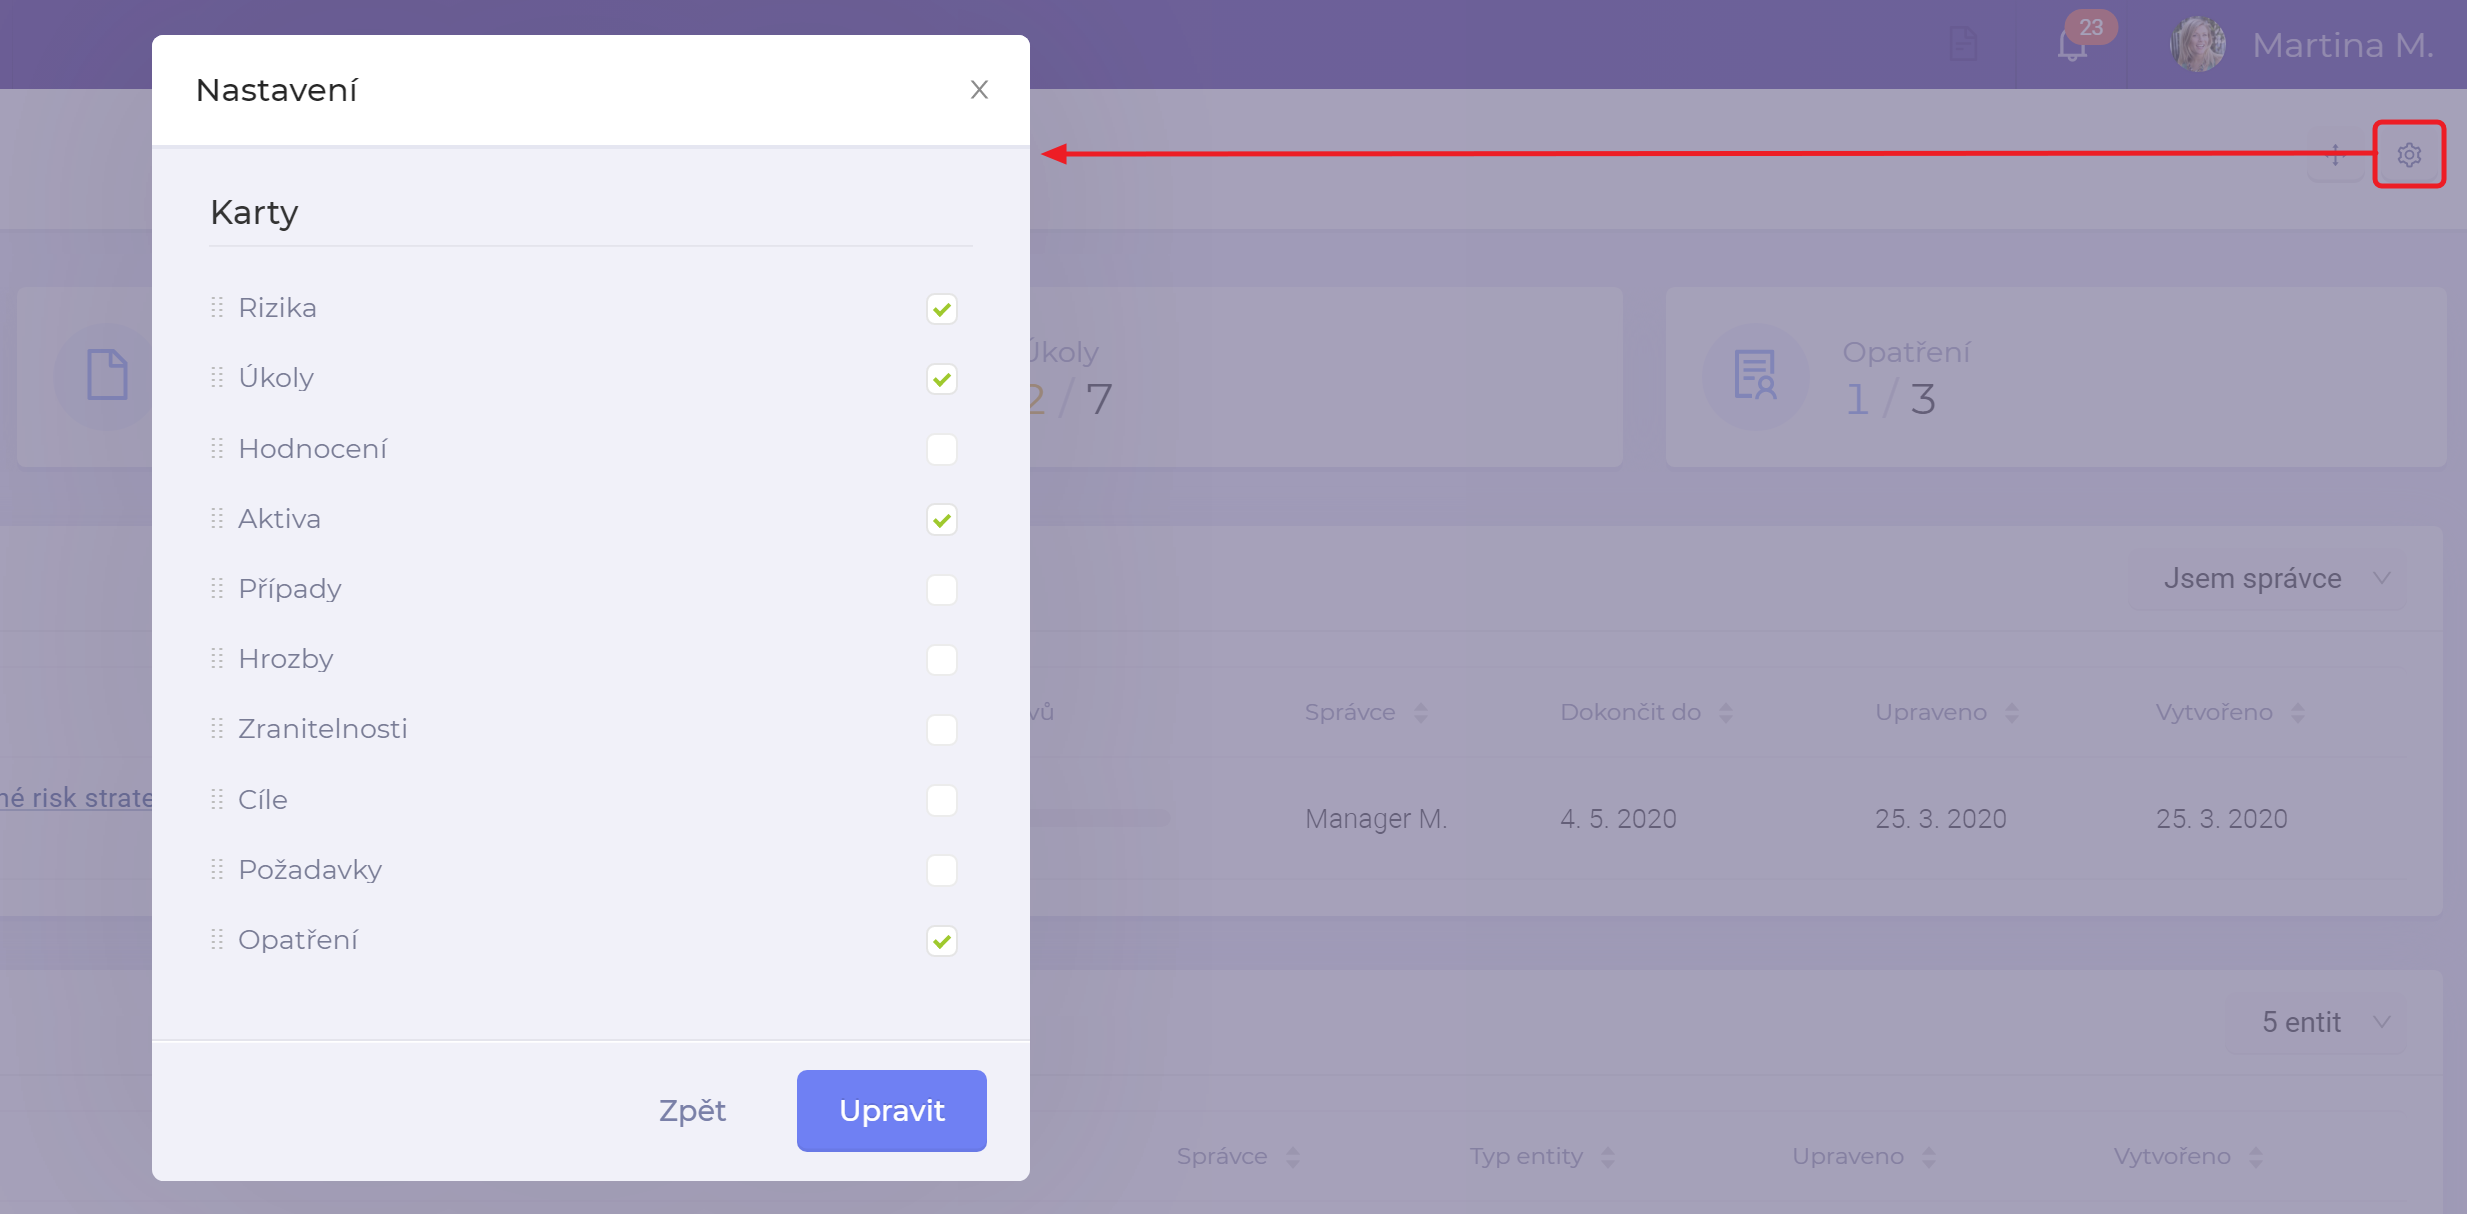 23
Martina M.
Nastavení
Karty
Rizika
Úkoly
Hodnocení
Aktiva
Případy
Hrozby
Zranitelnosti
Cíle
Požadavky
Opatření
Zpět
Upravit
Úkoly
2 / 7
Opatření
1 / 3
Jsem správce
vů
Správce
Dokončit do
Upraveno
Vytvořeno
né risk strate
Manager M.
4. 5. 2020
25. 3. 2020
25. 3. 2020
5 entit
Správce
Typ entity
Upraveno
Vytvořeno